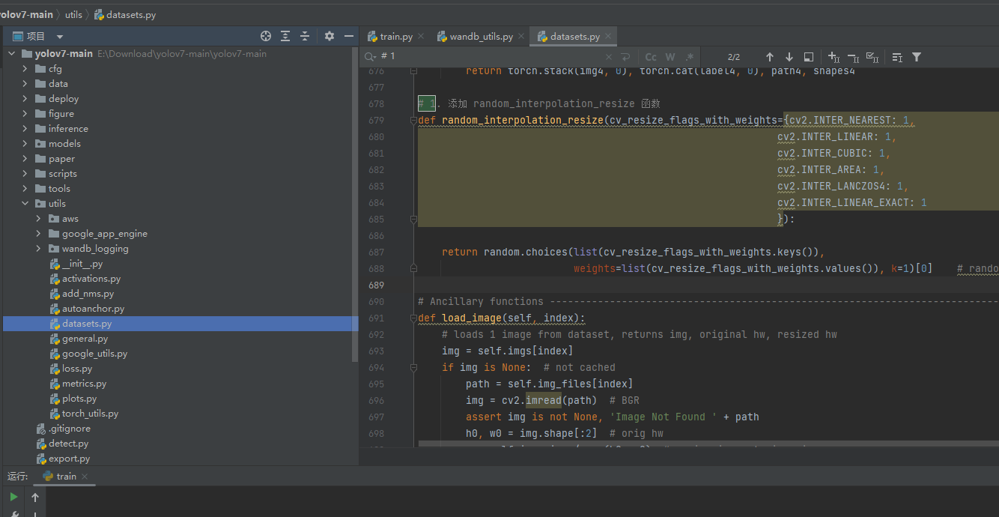 yolov7-main utils datasets.py
项目
train.py wandb_utils.py datasets.py
# 1 Cc W .* 2/2
yolov7-main E:\Download\yolov7-main\yolov7-main
cfg
data
deploy
figure
inference
models
paper
scripts
tools
utils
aws
google_app_engine
wandb_logging
__init__.py
activations.py
add_nms.py
autoanchor.py
datasets.py
general.py
google_utils.py
loss.py
metrics.py
plots.py
torch_utils.py
.gitignore
detect.py
export.py
676 return torch.stack(img4, 0), torch.cat(label4, 0), path4, shapes4
677
678 # 1. 添加 random_interpolation_resize 函数
679 def random_interpolation_resize(cv_resize_flags_with_weights={cv2.INTER_NEAREST: 1,
680 cv2.INTER_LINEAR: 1,
681 cv2.INTER_CUBIC: 1,
682 cv2.INTER_AREA: 1,
683 cv2.INTER_LANCZOS4: 1,
684 cv2.INTER_LINEAR_EXACT: 1
685 }):
686
687 return random.choices(list(cv_resize_flags_with_weights.keys()),
688 weights=list(cv_resize_flags_with_weights.values()), k=1)[0] # rando
689
690 # Ancillary functions --------------------------------------------------------------------------
691 def load_image(self, index):
692 # loads 1 image from dataset, returns img, original hw, resized hw
693 img = self.imgs[index]
694 if img is None: # not cached
695 path = self.img_files[index]
696 img = cv2.imread(path) # BGR
697 assert img is not None, 'Image Not Found ' + path
698 h0, w0 = img.shape[:2] # orig hw
运行: train